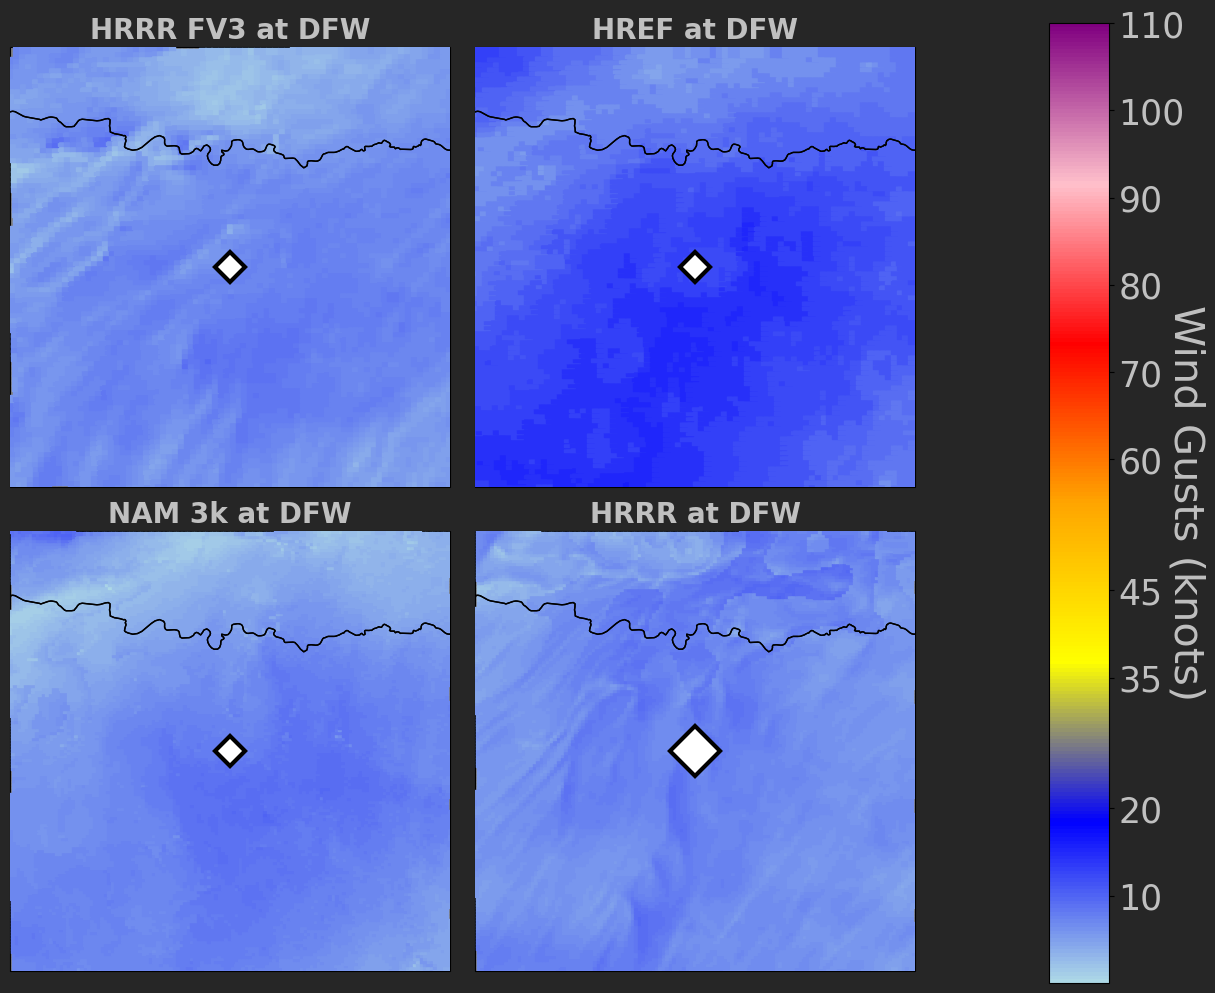 HRRR FV3 at DFW
HREF at DFW
NAM 3k at DFW
HRRR at DFW
110
100
90
80
70
60
45
35
20
10
Wind Gusts (knots)